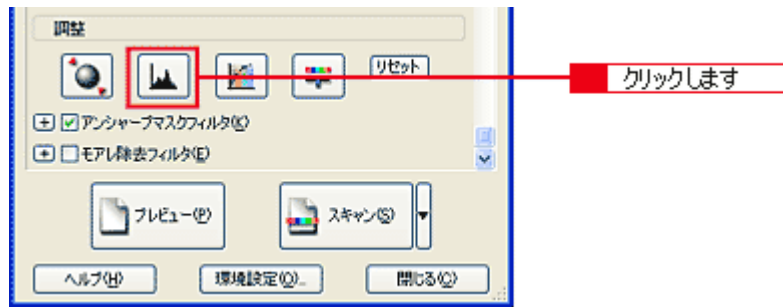 調整
リセット
クリックします
アンシャープマスクフィルタ(K)
モアレ除去フィルタ(E)
プレビュー(P)
スキャン(S)
ヘルプ(H)
環境設定(O)...
閉じる(C)